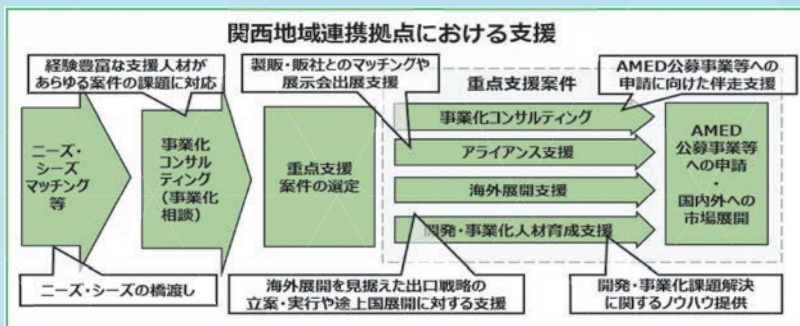 関西地域連携拠点における支援
経験豊富な支援人材が
あらゆる案件の課題に対応
製販・販社とのマッチングや
展示会出展支援
重点支援案件
AMED公募事業等への
申請に向けた伴走支援
ニーズ・
シーズ
マッチング
等
事業化
コンサル
ティング
(事業化
相談)
重点支援
案件の選定
事業化コンサルティング
アライアンス支援
海外展開支援
開発・事業化人材育成支援
AMED
公募事業等
への申請
・
国内外への
市場展開
ニーズ・シーズの橋渡し
海外展開を見据えた出口戦略の
立案・実行や途上国展開に対する支援
開発・事業化課題解決
に関するノウハウ提供